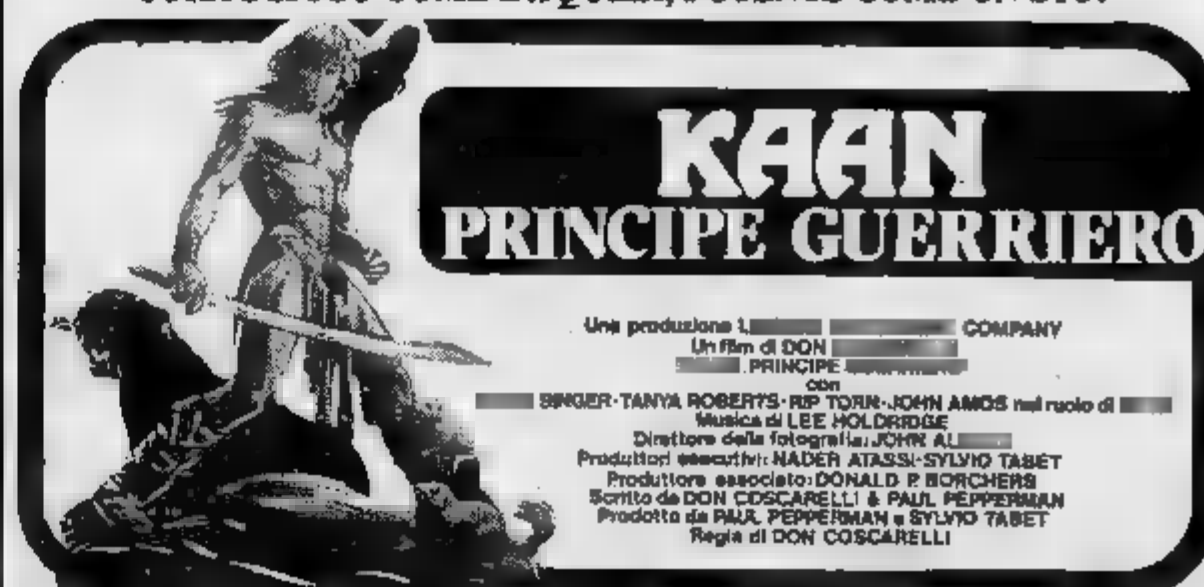 KAAN
PRINCIPE GUERRIERO
Una produzione COMPANY
Un film di DON
PRINCIPE
con
SINGER·TANYA ROBERTS·RIP TORN·JOHN AMOS nel ruolo di
Musica di LEE HOLDRIDGE
Direttore della fotografia: JOHN
Produttori esecutivi: NADER ATASSI·SYLVIO TABET
Produttore associato: DONALD P. BORCHERS
Scritto da DON COSCARELLI & PAUL PEPPERMAN
Prodotto da PAUL PEPPERMAN e SYLVIO TABET
Regia di DON COSCARELLI